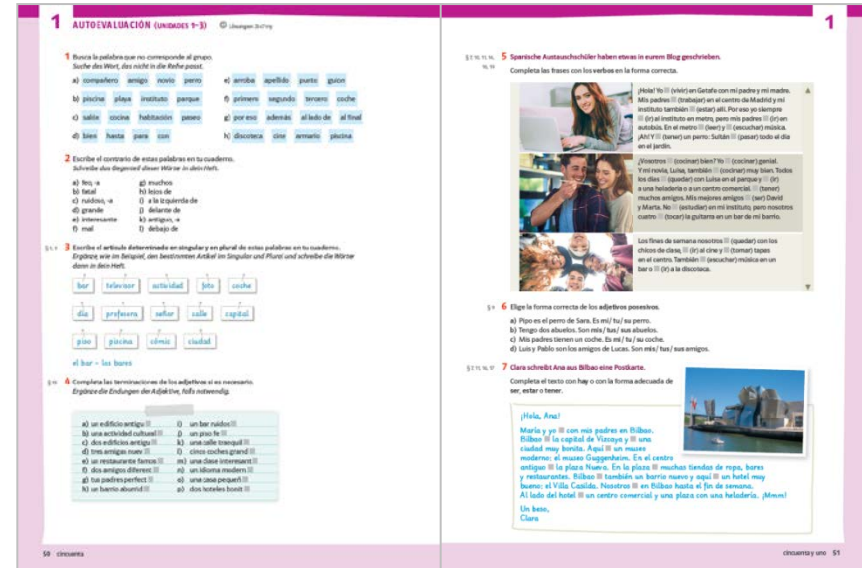 1 AUTOEVALUACIÓN (UNIDADES 1–3)
1 Busca la palabra que no corresponde al grupo.
Suche das Wort, das nicht in die Reihe passt.
a) compañero amigo novio perro
b) piscina playa instituto parque
c) salón cocina habitación paseo
d) bien hasta para con
e) arroba apellido punto guion
f) primero segundo tercero coche
g) por eso además al lado de al final
h) discoteca cine armario piscina
2 Escribe el contrario de estas palabras en tu cuaderno.
Schreibe das Gegenteil dieser Wörter in dein Heft.
a) feo, -a
b) fatal
c) ruidoso, -a
d) grande
e) interesante
f) mal
g) muchos
h) lejos de
i) a la izquierda de
j) delante de
k) antiguo, -a
l) debajo de
3 Escribe el artículo determinado en singular y en plural de estas palabras en tu cuaderno.
Ergänze, wie im Beispiel, den bestimmten Artikel im Singular und Plural und schreibe die Wörter
dann in dein Heft.
bar televisor actividad foto coche
día profesora señor calle capital
piso piscina cómic ciudad
el bar – los bares
4 Completa las terminaciones de los adjetivos si es necesario.
Ergänze die Endungen der Adjektive, falls notwendig.
a) un edificio antigu
b) una actividad cultural
c) dos edificios antigu
d) tres amigas nuev
e) un restaurante famos
f) dos amigos diferent
g) tus padres perfect
h) un barrio aburrid
i) un bar ruidos
j) un piso fe
k) una calle tranquil
l) cinco coches grand
m) una clase interesant
n) un idioma modern
o) una casa pequeñ
p) dos hoteles bonit
50 cincuenta
1
5 Spanische Austauschschüler haben etwas in eurem Blog geschrieben.
Completa las frases con los verbos en la forma correcta.
¡Hola! Yo (vivir) en Getafe con mi padre y mi madre.
Mis padres (trabajar) en el centro de Madrid y mi
instituto también (estar) allí. Por eso yo siempre
(ir) al instituto en metro, pero mis padres (ir) en
autobús. En el metro (leer) y (escuchar) música.
¡Ah! Y (tener) un perro: Sultán (pasar) todo el día
en el jardín.
¿Vosotros (cocinar) bien? Yo (cocinar) genial.
Y mi novia, Luisa, también (cocinar) muy bien. Todos
los días (quedar) con Luisa en el parque y (ir)
a una heladería o a un centro comercial. (tener)
muchos amigos. Mis mejores amigos (ser) David
y Marta. No (estudiar) en mi instituto, pero nosotros
cuatro (tocar) la guitarra en un bar de mi barrio.
Los fines de semana nosotros (quedar) con los
chicos de clase, (ir) al cine y (tomar) tapas
en el centro. También (escuchar) música en un
bar o (ir) a la discoteca.
6 Elige la forma correcta de los adjetivos posesivos.
a) Pipo es el perro de Sara. Es mi / tu / su perro.
b) Tengo dos abuelos. Son mis / tus / sus abuelos.
c) Mis padres tienen un coche. Es mi / tu / su coche.
d) Luis y Pablo son los amigos de Lucas. Son mis / tus / sus amigos.
7 Clara schreibt Ana aus Bilbao eine Postkarte.
Completa el texto con hay o con la forma adecuada de
ser, estar o tener.
¡Hola, Ana!
María y yo con mis padres en Bilbao.
Bilbao la capital de Vizcaya y una
ciudad muy bonita. Aquí un museo
moderno: el museo Guggenheim. En el centro
antiguo la plaza Nueva. En la plaza muchas tiendas de ropa, bares
y restaurantes. Bilbao también un barrio nuevo y aquí un hotel muy
bueno: el Villa Casilda. Nosotros en Bilbao hasta el fin de semana.
Al lado del hotel un centro comercial y una plaza con una heladería. ¡Mmm!
Un beso,
Clara
cincuenta y uno 51